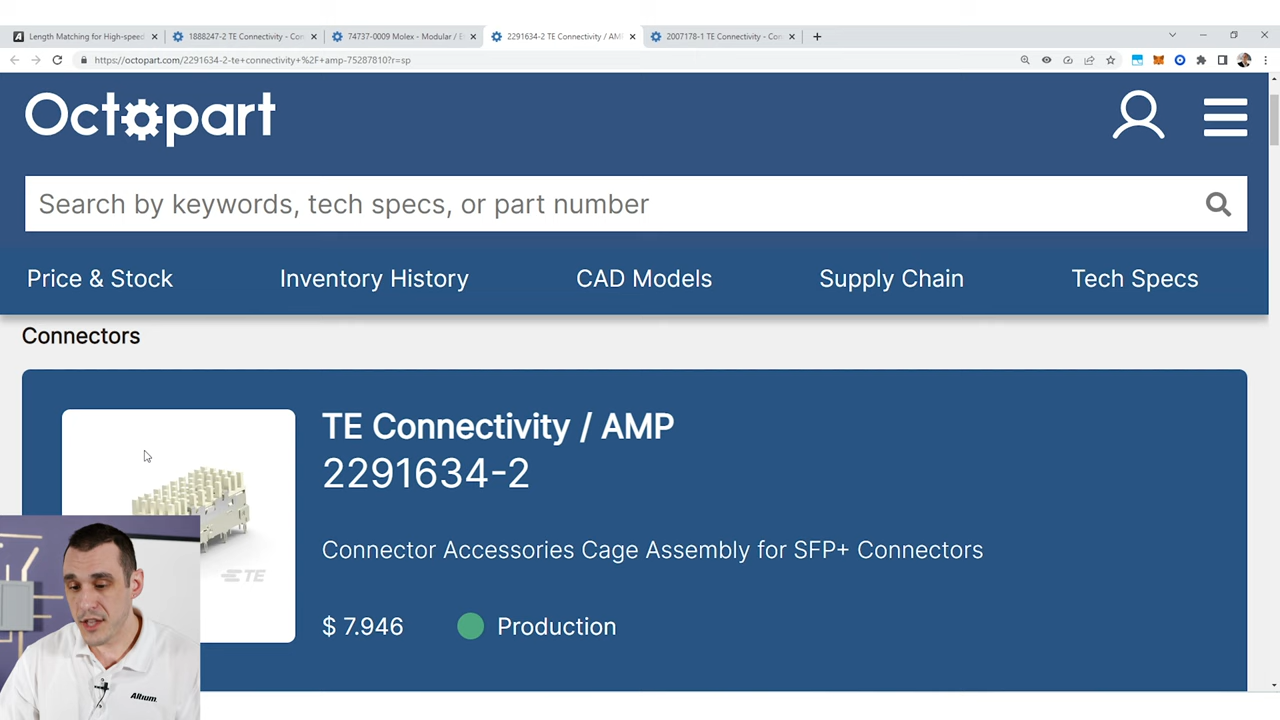 Length Matching for High-speed
1888247-2 TE Connectivity - Con
74737-0009 Molex - Modular / E
2291634-2 TE Connectivity / AM
2007178-1 TE Connectivity - Con
https://octopart.com/2291634-2-te+connectivity+%2F+amp-75287810?r=sp
Octopart
Search by keywords, tech specs, or part number
Price & Stock
Inventory History
CAD Models
Supply Chain
Tech Specs
Connectors
TE Connectivity / AMP
2291634-2
Connector Accessories Cage Assembly for SFP+ Connectors
TE
$ 7.946
Production
Altium